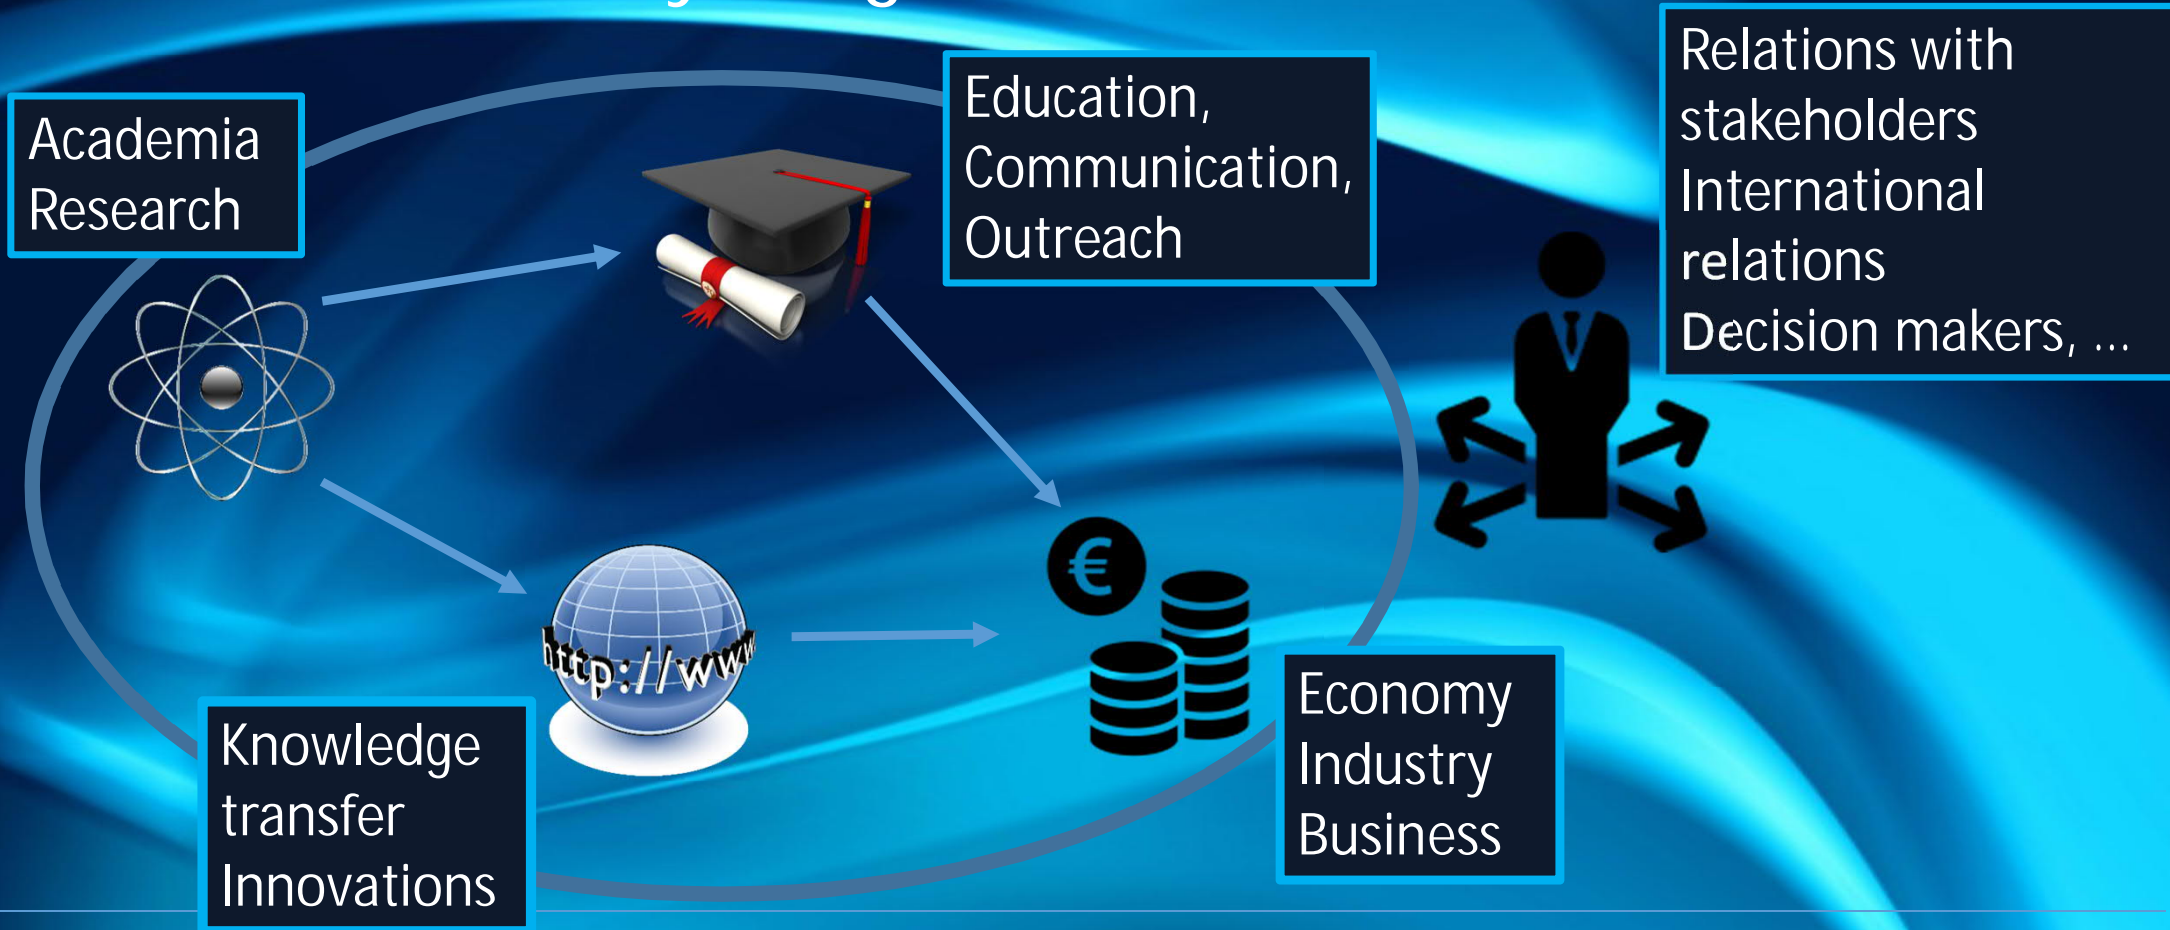 Academia
Research
Education,
Communication,
Outreach
Relations with
stakeholders
International
relations
Decision makers, ...
http://www
€
Knowledge
transfer
Innovations
Economy
Industry
Business